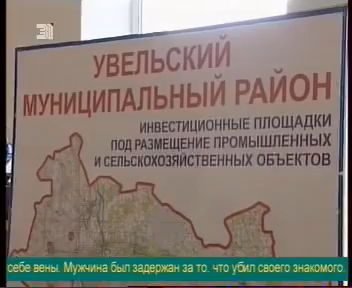 31
УВЕЛЬСКИЙ
МУНИЦИПАЛЬНЫЙ РАЙОН
ИНВЕСТИЦИОННЫЕ ПЛОЩАДКИ
ПОД РАЗМЕЩЕНИЕ ПРОМЫШЛЕННЫХ
И СЕЛЬСКОХОЗЯЙСТВЕННЫХ ОБЪЕКТОВ
себе вены. Мужчина был задержан за то, что убил своего знакомого